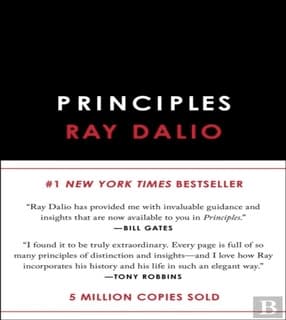 PRINCIPLES
RAY DALIO
#1 NEW YORK TIMES BESTSELLER
“Ray Dalio has provided me with invaluable guidance and
insights that are now available to you in Principles.”
—BILL GATES
“I found it to be truly extraordinary. Every page is full of so
many principles of distinction and insights—and I love how Ray
incorporates his history and his life in such an elegant way.”
—TONY ROBBINS
5 MILLION COPIES SOLD
B